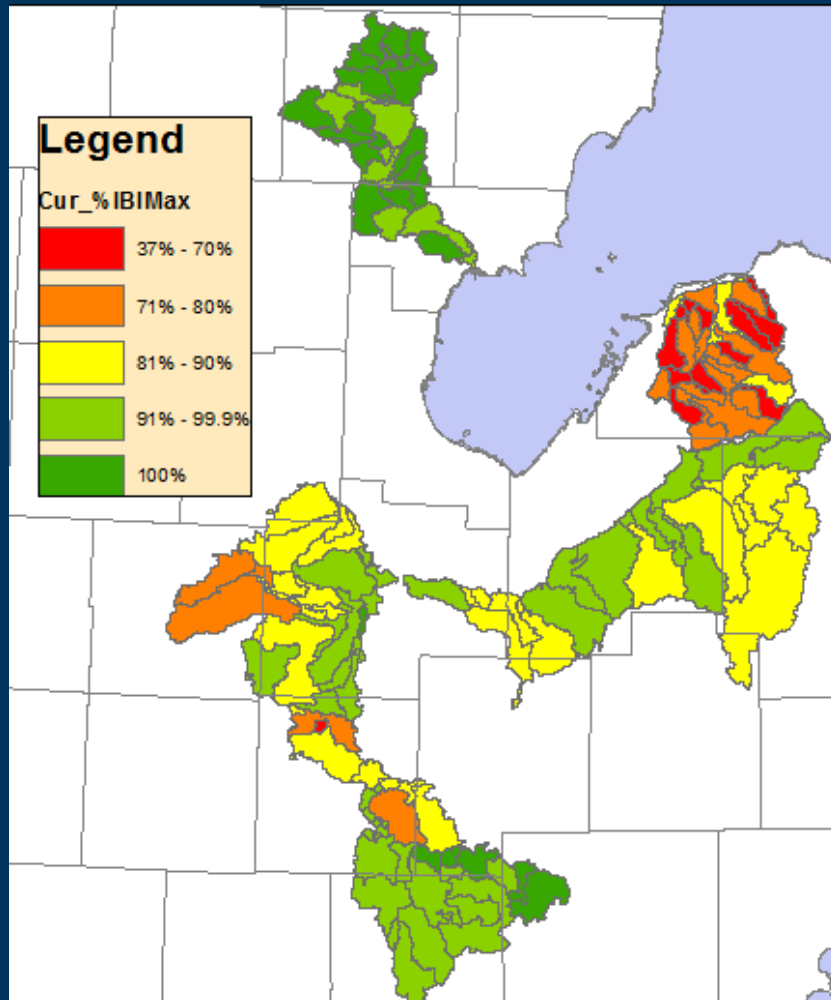 Legend
Cur_%IBIMax
37% - 70%
71% - 80%
81% - 90%
91% - 99.9%
100%